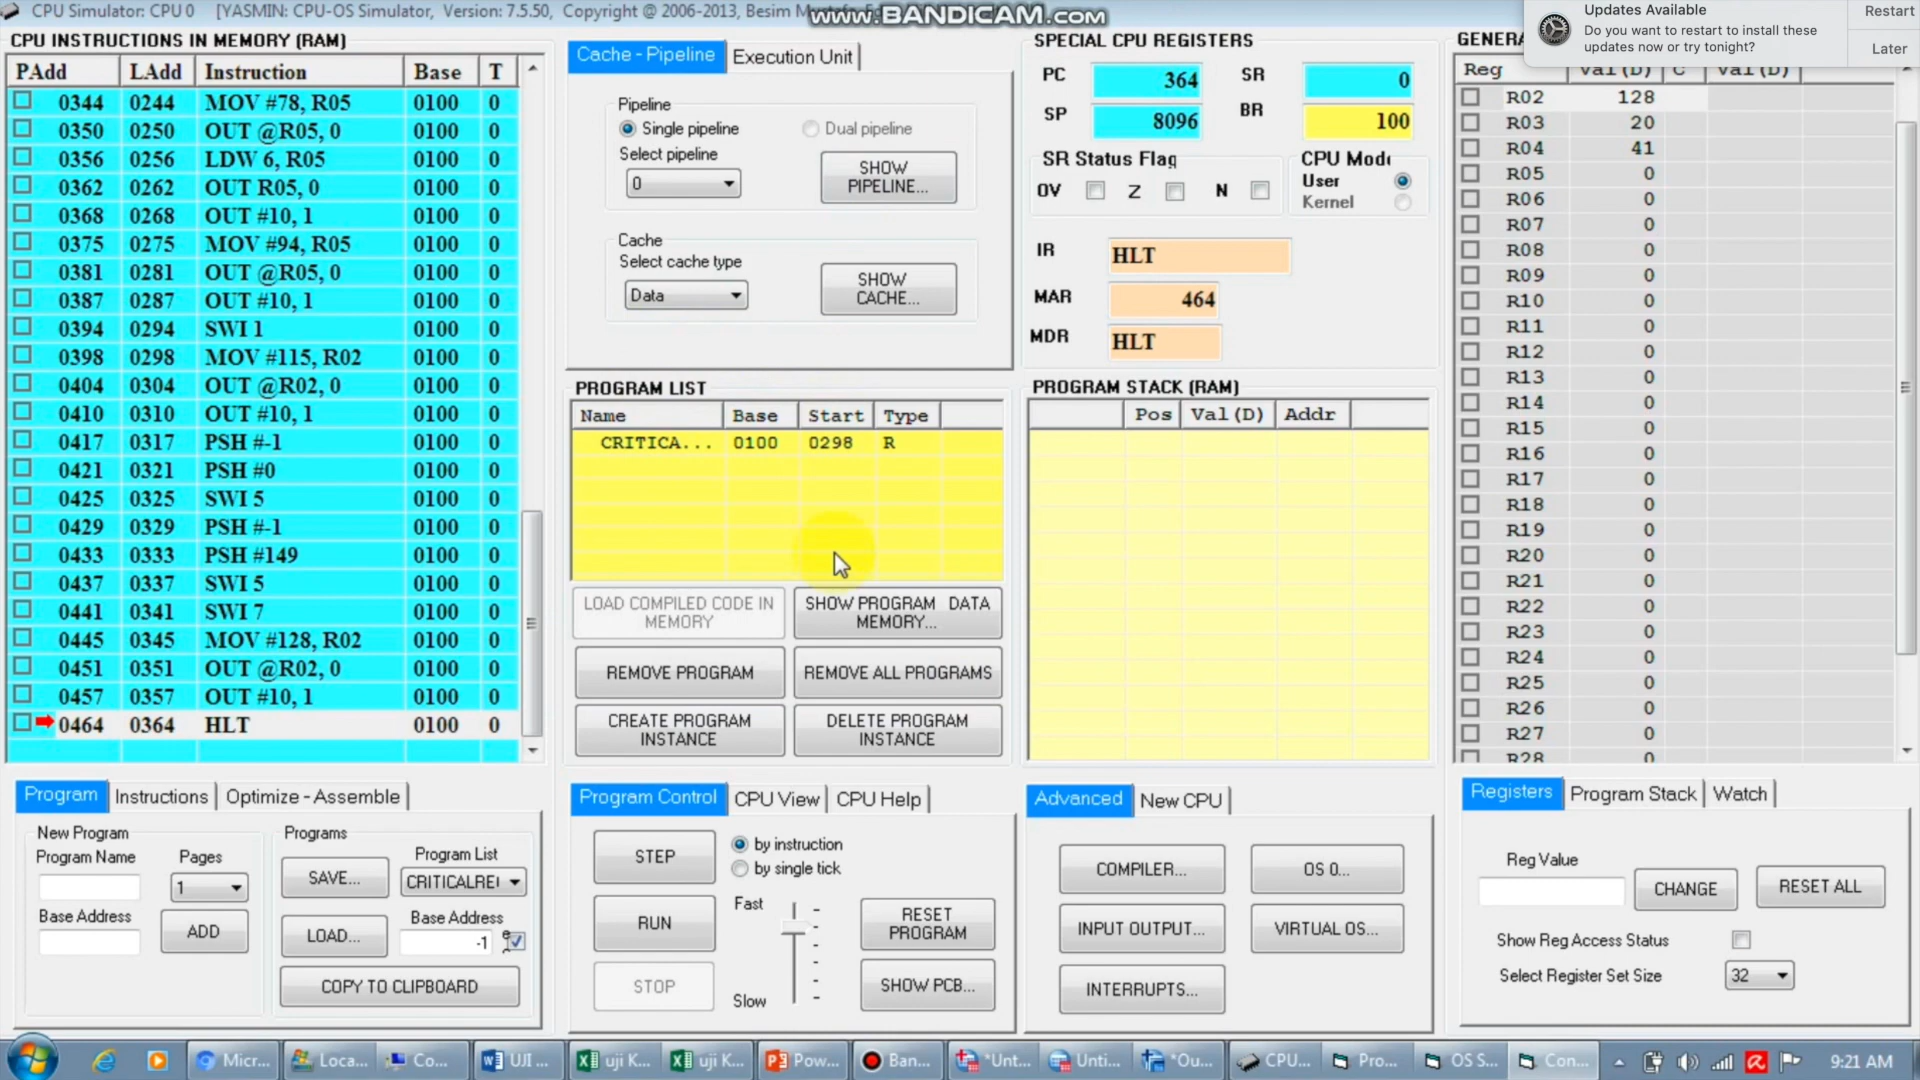 CPU Simulator: CPU 0 [YASMIN: CPU-OS Simulator, Version: 7.5.50, Copyright @ 2006-2013, Besim
www.BANDICAM.com
Updates Available
Do you want to restart to install these
updates now or try tonight?
Restart
Later
CPU INSTRUCTIONS IN MEMORY (RAM)
PAdd LAdd Instruction Base T
0344 0244 MOV #78, R05 0100 0
0350 0250 OUT @R05, 0 0100 0
0356 0256 LDW 6, R05 0100 0
0362 0262 OUT R05, 0 0100 0
0368 0268 OUT #10, 1 0100 0
0375 0275 MOV #94, R05 0100 0
0381 0281 OUT @R05, 0 0100 0
0387 0287 OUT #10, 1 0100 0
0394 0294 SWI 1 0100 0
0398 0298 MOV #115, R02 0100 0
0404 0304 OUT @R02, 0 0100 0
0410 0310 OUT #10, 1 0100 0
0417 0317 PSH #-1 0100 0
0421 0321 PSH #0 0100 0
0425 0325 SWI 5 0100 0
0429 0329 PSH #-1 0100 0
0433 0333 PSH #149 0100 0
0437 0337 SWI 5 0100 0
0441 0341 SWI 7 0100 0
0445 0345 MOV #128, R02 0100 0
0451 0351 OUT @R02, 0 0100 0
0457 0357 OUT #10, 1 0100 0
0464 0364 HLT 0100 0
Cache - Pipeline Execution Unit
Pipeline
Single pipeline Dual pipeline
Select pipeline
0
SHOW
PIPELINE...
Cache
Select cache type
Data
SHOW
CACHE...
SPECIAL CPU REGISTERS
PC 364 SR 0
SP 8096 BR 100
SR Status Flag
OV Z N
CPU Mode
User
Kernel
IR HLT
MAR 464
MDR HLT
PROGRAM LIST
Name Base Start Type
CRITICA... 0100 0298 R
LOAD COMPILED CODE IN
MEMORY
SHOW PROGRAM DATA
MEMORY...
REMOVE PROGRAM
REMOVE ALL PROGRAMS
CREATE PROGRAM
INSTANCE
DELETE PROGRAM
INSTANCE
PROGRAM STACK (RAM)
Pos Val(D) Addr
GENERA
Reg Val(D) C Val(D)
R02 128
R03 20
R04 41
R05 0
R06 0
R07 0
R08 0
R09 0
R10 0
R11 0
R12 0
R13 0
R14 0
R15 0
R16 0
R17 0
R18 0
R19 0
R20 0
R21 0
R22 0
R23 0
R24 0
R25 0
R26 0
R27 0
R28 0
Program Instructions Optimize - Assemble
New Program
Program Name Pages
1
Base Address
ADD
Programs
SAVE...
Program List
CRITICALRE
LOAD...
Base Address
-1
COPY TO CLIPBOARD
Program Control CPU View CPU Help
STEP
by instruction
by single tick
RUN
STOP
Fast
Slow
RESET
PROGRAM
SHOW PCB...
Advanced New CPU
COMPILER... OS 0...
INPUT OUTPUT... VIRTUAL OS...
INTERRUPTS...
Registers Program Stack Watch
Reg Value
CHANGE
RESET ALL
Show Reg Access Status
Select Register Set Size 32
Micr... Loca... Co... UJI ... uji K... uji K... Pow... Ban... *Unt... Unti... *Ou... CPU... Pro... OS S... Con... 9:21 AM